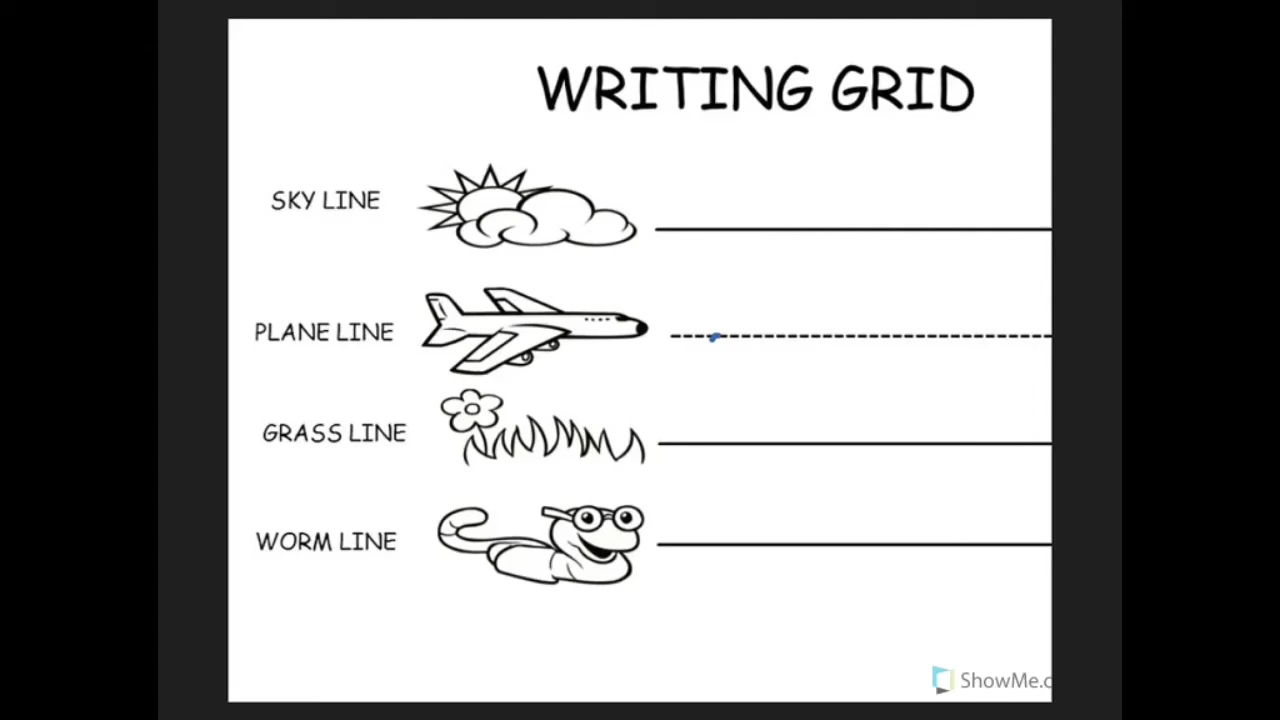 WRITING GRID
SKY LINE
PLANE LINE
GRASS LINE
WORM LINE
ShowMe.c